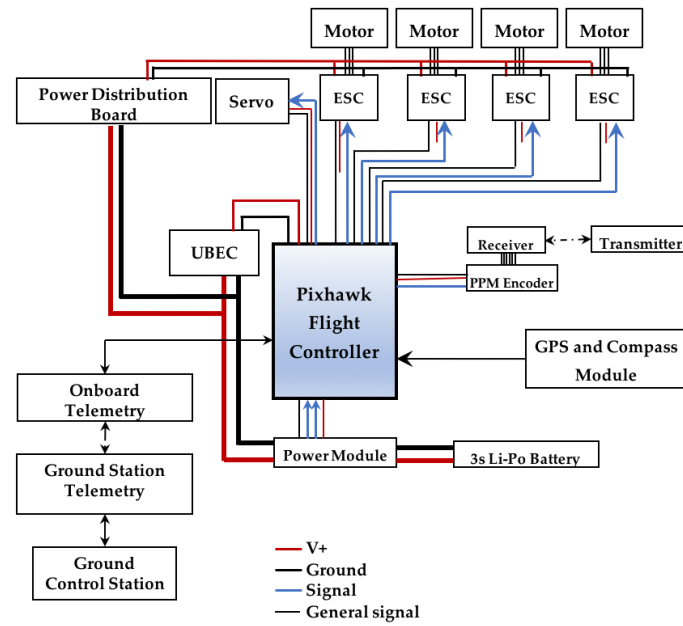 Motor
Motor
Motor
Motor
Power Distribution
Board
Servo
ESC
ESC
ESC
ESC
UBEC
Receiver
Transmitter
PPM Encoder
Pixhawk
Flight
Controller
GPS and Compass
Module
Onboard
Telemetry
Power Module
3s Li-Po Battery
Ground Station
Telemetry
Ground
Control Station
V+
Ground
Signal
General signal